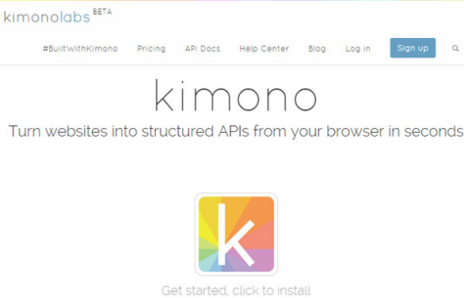 kimonolabs BETA
#BuiltWithKimono Pricing API Docs Help Center Blog Log in Sign up
kimono
Turn websites into structured APIs from your browser in seconds
k
Get started, click to install